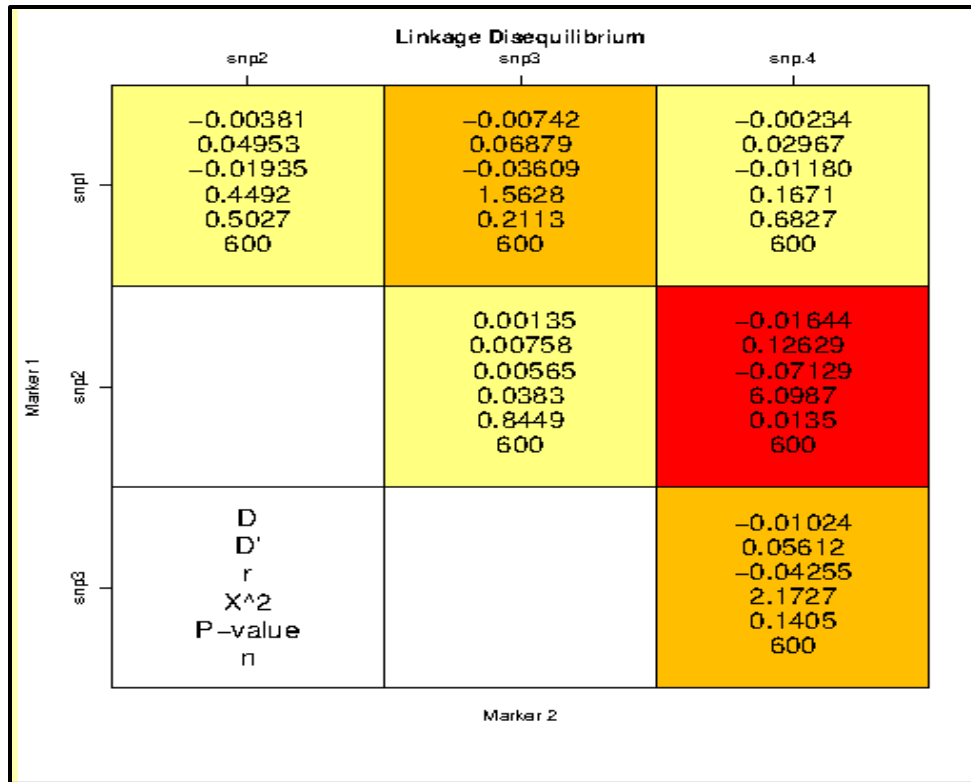 Linkage Disequilibrium
snp2 snp3 snp.4
snp1
-0.00381
0.04953
-0.01935
0.4492
0.5027
600
-0.00742
0.06879
-0.03609
1.5628
0.2113
600
-0.00234
0.02967
-0.01180
0.1671
0.6827
600
Marker 1
snp2
0.00135
0.00758
0.00565
0.0383
0.8449
600
-0.01644
0.12629
-0.07129
6.0987
0.0135
600
snp3
D
D'
r
X^2
P-value
n
-0.01024
0.05612
-0.04255
2.1727
0.1405
600
Marker 2